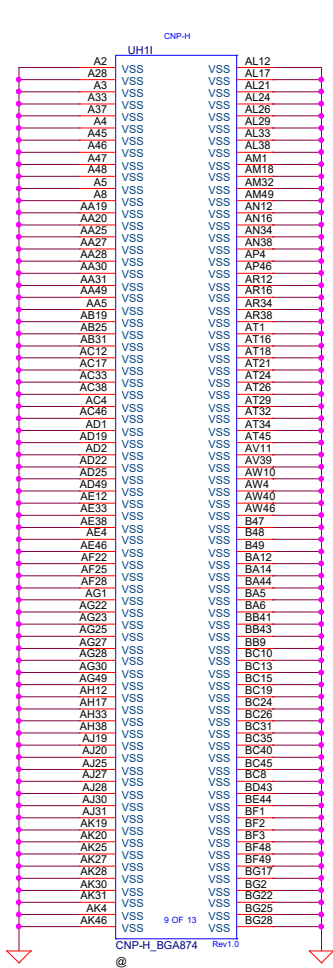 CNP-H
UH1I
A2 VSS VSS AL12
A28 VSS VSS AL17
A3 VSS VSS AL21
A33 VSS VSS AL24
A37 VSS VSS AL26
A4 VSS VSS AL29
A45 VSS VSS AL33
A46 VSS VSS AL38
A47 VSS VSS AM1
A48 VSS VSS AM18
A5 VSS VSS AM32
A8 VSS VSS AM49
AA19 VSS VSS AN12
AA20 VSS VSS AN16
AA25 VSS VSS AN34
AA27 VSS VSS AN38
AA28 VSS VSS AP4
AA30 VSS VSS AP46
AA31 VSS VSS AR12
AA49 VSS VSS AR16
AA5 VSS VSS AR34
AB19 VSS VSS AR38
AB25 VSS VSS AT1
AB31 VSS VSS AT16
AC12 VSS VSS AT18
AC17 VSS VSS AT21
AC33 VSS VSS AT24
AC38 VSS VSS AT26
AC4 VSS VSS AT29
AC46 VSS VSS AT32
AD1 VSS VSS AT34
AD19 VSS VSS AT45
AD2 VSS VSS AV11
AD22 VSS VSS AV39
AD25 VSS VSS AW10
AD49 VSS VSS AW4
AE12 VSS VSS AW40
AE33 VSS VSS AW46
AE38 VSS VSS B47
AE4 VSS VSS B48
AE46 VSS VSS B49
AF22 VSS VSS BA12
AF25 VSS VSS BA14
AF28 VSS VSS BA44
AG1 VSS VSS BA5
AG22 VSS VSS BA6
AG23 VSS VSS BB41
AG25 VSS VSS BB43
AG27 VSS VSS BB9
AG28 VSS VSS BC10
AG30 VSS VSS BC13
AG49 VSS VSS BC15
AH12 VSS VSS BC19
AH17 VSS VSS BC24
AH33 VSS VSS BC26
AH38 VSS VSS BC31
AJ19 VSS VSS BC35
AJ20 VSS VSS BC40
AJ25 VSS VSS BC45
AJ27 VSS VSS BC8
AJ28 VSS VSS BD43
AJ30 VSS VSS BE44
AJ31 VSS VSS BF1
AK19 VSS VSS BF2
AK20 VSS VSS BF3
AK25 VSS VSS BF48
AK27 VSS VSS BF49
AK28 VSS VSS BG17
AK30 VSS VSS BG2
AK31 VSS VSS BG22
AK4 VSS VSS BG25
AK46 VSS 9 OF 13 VSS BG28
CNP-H_BGA874 Rev1.0
@